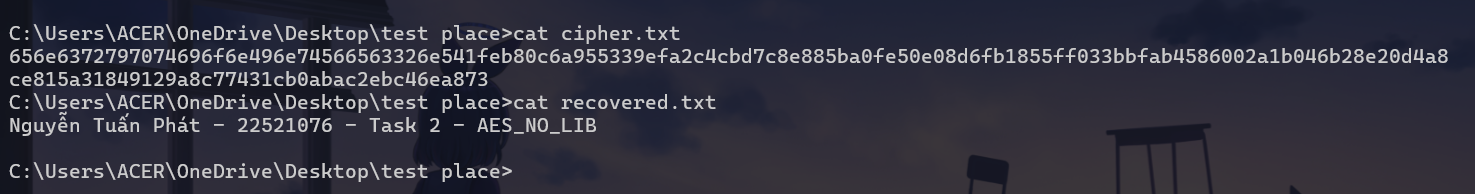 C:\Users\ACER\OneDrive\Desktop\test place>cat cipher.txt
656e6372797074696f6e496e74566563326e541feb80c6a955339efa2c4cbd7c8e885ba0fe50e08d6fb1855ff033bbfab4586002a1b046b28e20d4a8
ce815a31849129a8c77431cb0abac2ebc46ea873
C:\Users\ACER\OneDrive\Desktop\test place>cat recovered.txt
Nguyễn Tuấn Phát - 22521076 - Task 2 - AES_NO_LIB
C:\Users\ACER\OneDrive\Desktop\test place>